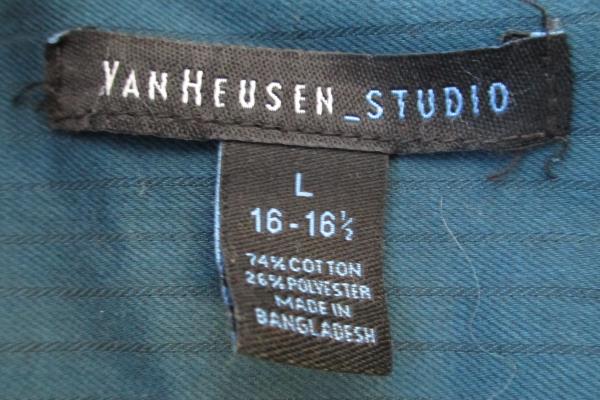 VAN HEUSEN_STUDIO
L
16-16½
74% COTTON
26% POLYESTER
MADE IN
BANGLADESH